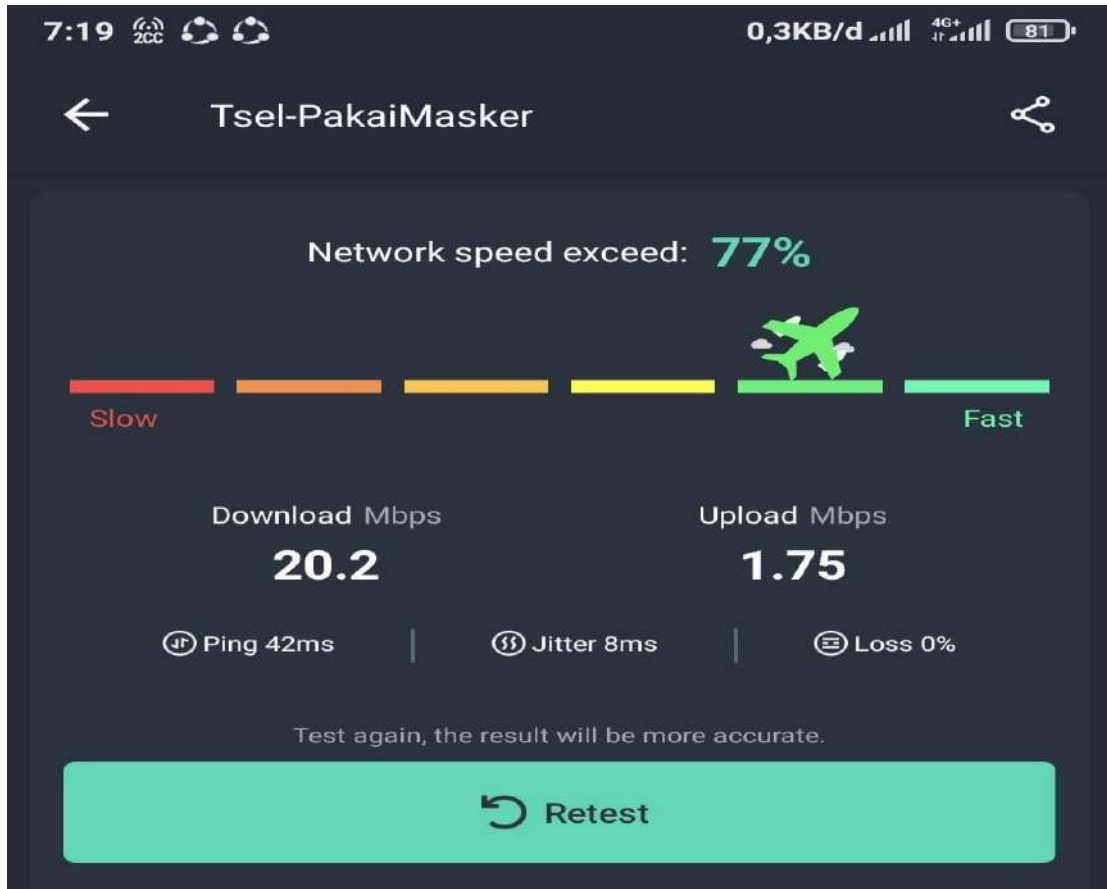 7:19 2CC 0,3KB/d 4G+ 81
Tsel-PakaiMasker
Network speed exceed: 77%
Slow Fast
Download Mbps Upload Mbps
20.2 1.75
Ping 42ms Jitter 8ms Loss 0%
Test again, the result will be more accurate.
Retest